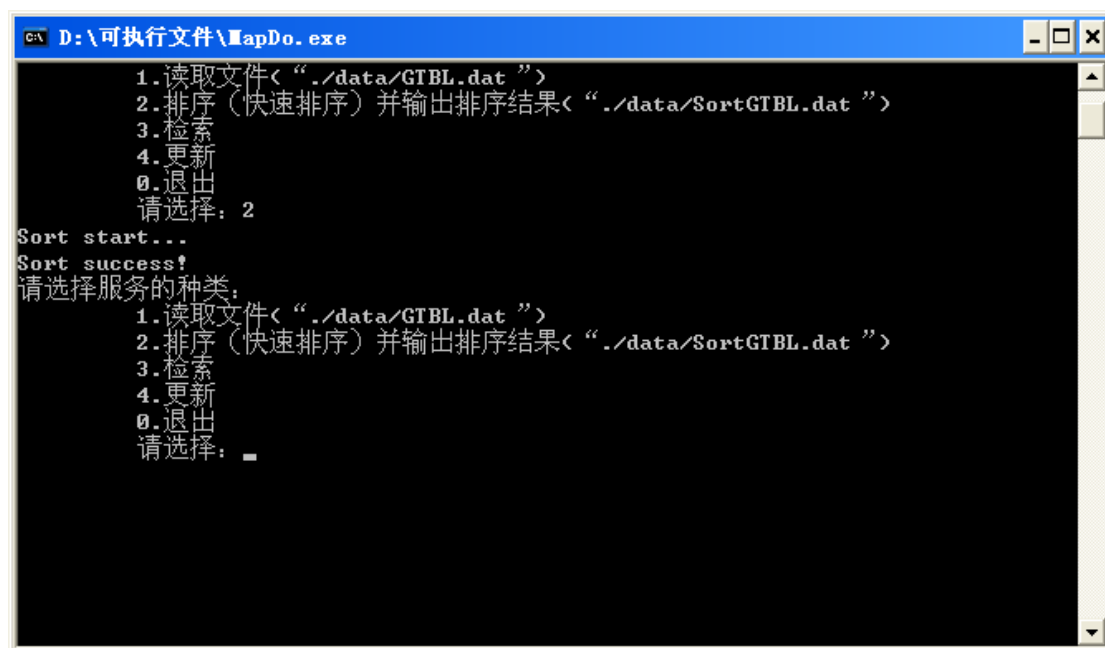 D:\可执行文件\MapDo.exe
1.读取文件(“./data/GTBL.dat ”)
2.排序（快速排序）并输出排序结果(“./data/SortGTBL.dat ”)
3.检索
4.更新
0.退出
请选择：2
Sort start...
Sort success!
请选择服务的种类：
1.读取文件(“./data/GTBL.dat ”)
2.排序（快速排序）并输出排序结果(“./data/SortGTBL.dat ”)
3.检索
4.更新
0.退出
请选择：